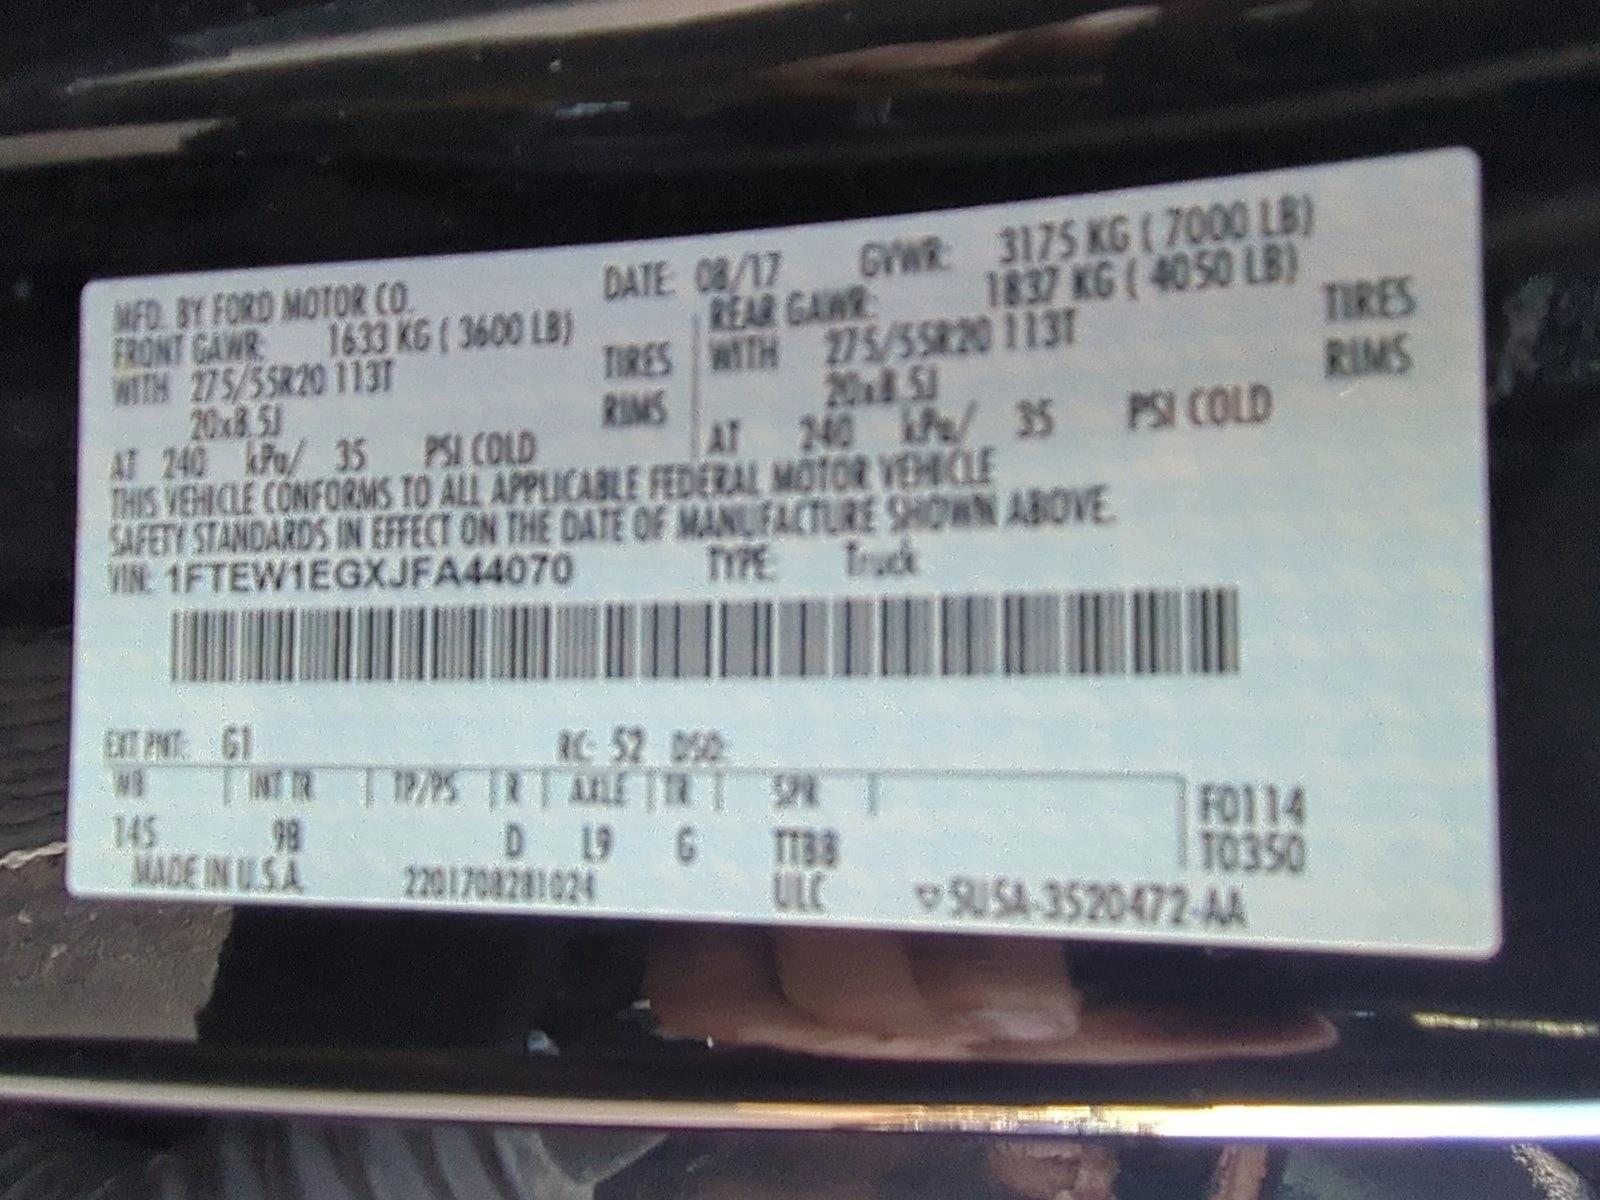 MFD. BY FORD MOTOR CO. DATE: 08/17 GVWR: 3175 KG ( 7000 LB)
FRONT GAWR: 1633 KG ( 3600 LB) REAR GAWR: 1837 KG ( 4050 LB)
WITH 275/55R20 113T TIRES WITH 275/55R20 113T TIRES
20x8.5J RIMS 20x8.5J RIMS
AT 240 kPa/ 35 PSI COLD AT 240 kPa/ 35 PSI COLD
THIS VEHICLE CONFORMS TO ALL APPLICABLE FEDERAL MOTOR VEHICLE
SAFETY STANDARDS IN EFFECT ON THE DATE OF MANUFACTURE SHOWN ABOVE.
VIN: 1FTEW1EGXJFA44070 TYPE: Truck
EXT PNT: G1 RC: 52 DSO:
WB INT TR TP/PS R AXLE TR SPR
145 9B D L9 G TTBB
F0114
T0350
MADE IN U.S.A. 2201708281024 ULC ▽5U5A-3520472-AA